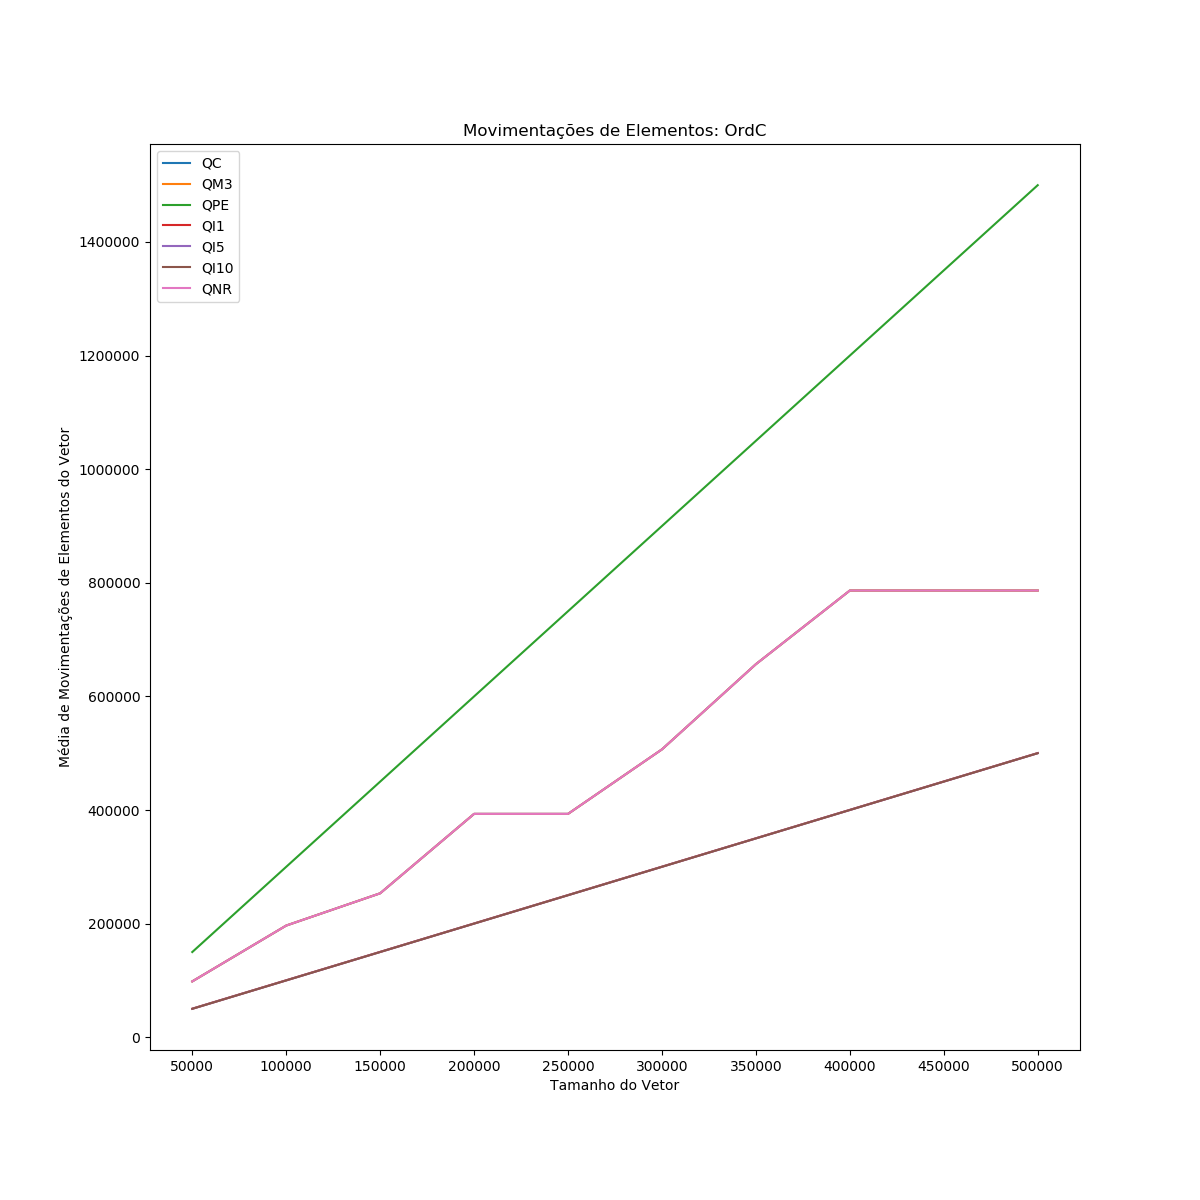 Movimentações de Elementos: OrdC
QC
QM3
QPE
QI1
QI5
QI10
QNR
Média de Movimentações de Elementos do Vetor
1400000
1200000
1000000
800000
600000
400000
200000
0
50000 100000 150000 200000 250000 300000 350000 400000 450000 500000
Tamanho do Vetor